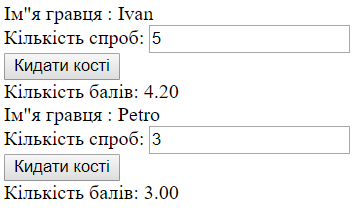 Ім"я гравця : Ivan
Кількість спроб: 5
Кидати кості
Кількість балів: 4.20
Ім"я гравця : Petro
Кількість спроб: 3
Кидати кості
Кількість балів: 3.00